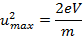 u²ₘₐₓ = 2eV/m